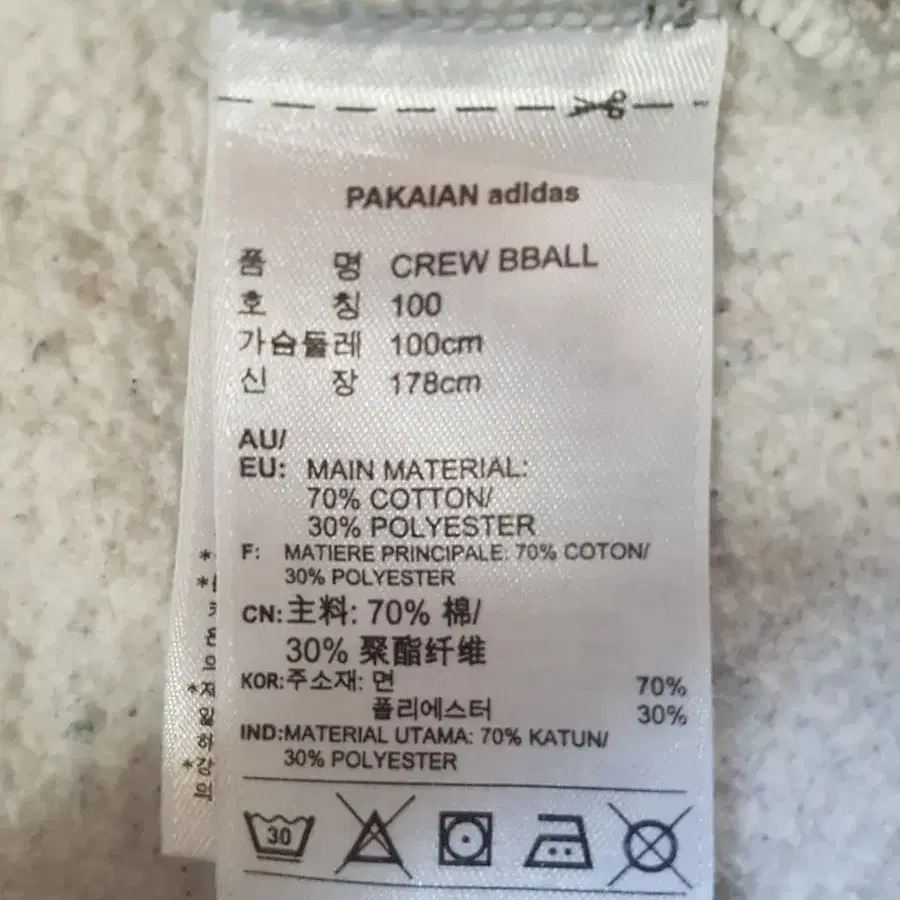 PAKAIAN adidas
품 명 CREW BBALL
호 칭 100
가슴둘레 100cm
신 장 178cm
AU/
EU: MAIN MATERIAL:
70% COTTON/
30% POLYESTER
F: MATIERE PRINCIPALE: 70% COTON/
30% POLYESTER
CN: 主料: 70% 棉/
30% 聚酯纤维
KOR: 주소재: 면 70%
폴리에스터 30%
IND: MATERIAL UTAMA: 70% KATUN/
30% POLYESTER
30